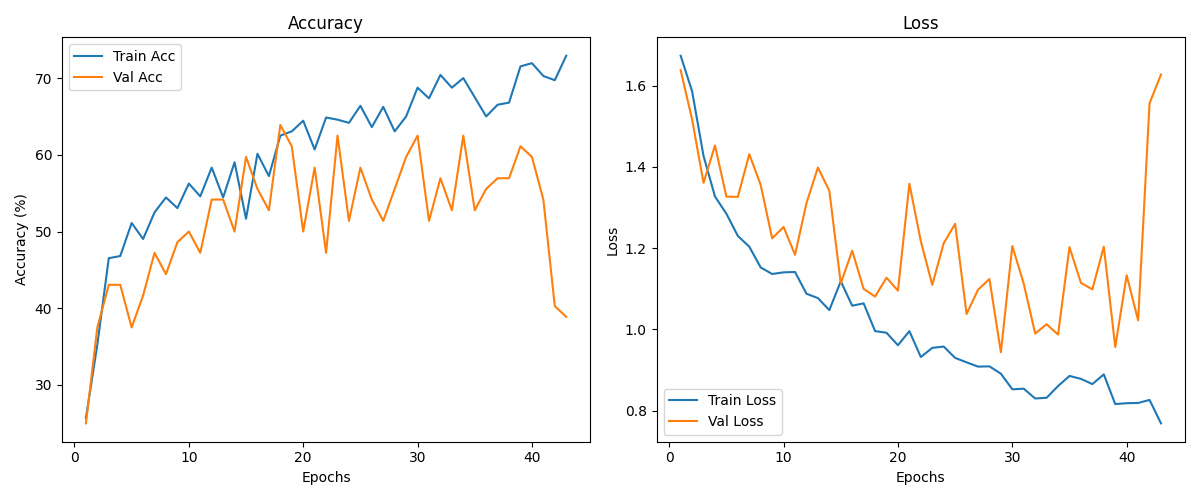 Accuracy
Train Acc
Val Acc
70
60
50
40
30
Accuracy (%)
0
10
20
30
40
Epochs
Loss
1.6
1.4
1.2
1.0
0.8
Loss
Train Loss
Val Loss
0
10
20
30
40
Epochs